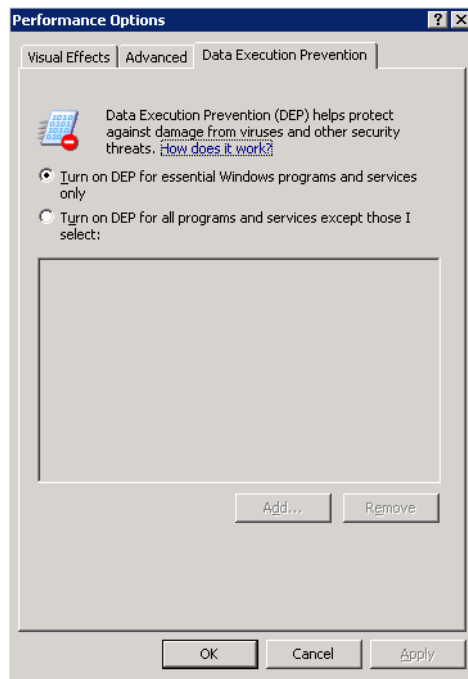 Performance Options
Visual Effects Advanced Data Execution Prevention
Data Execution Prevention (DEP) helps protect
against damage from viruses and other security
threats. How does it work?
Turn on DEP for essential Windows programs and services
only
Turn on DEP for all programs and services except those I
select:
Add... Remove
OK Cancel Apply